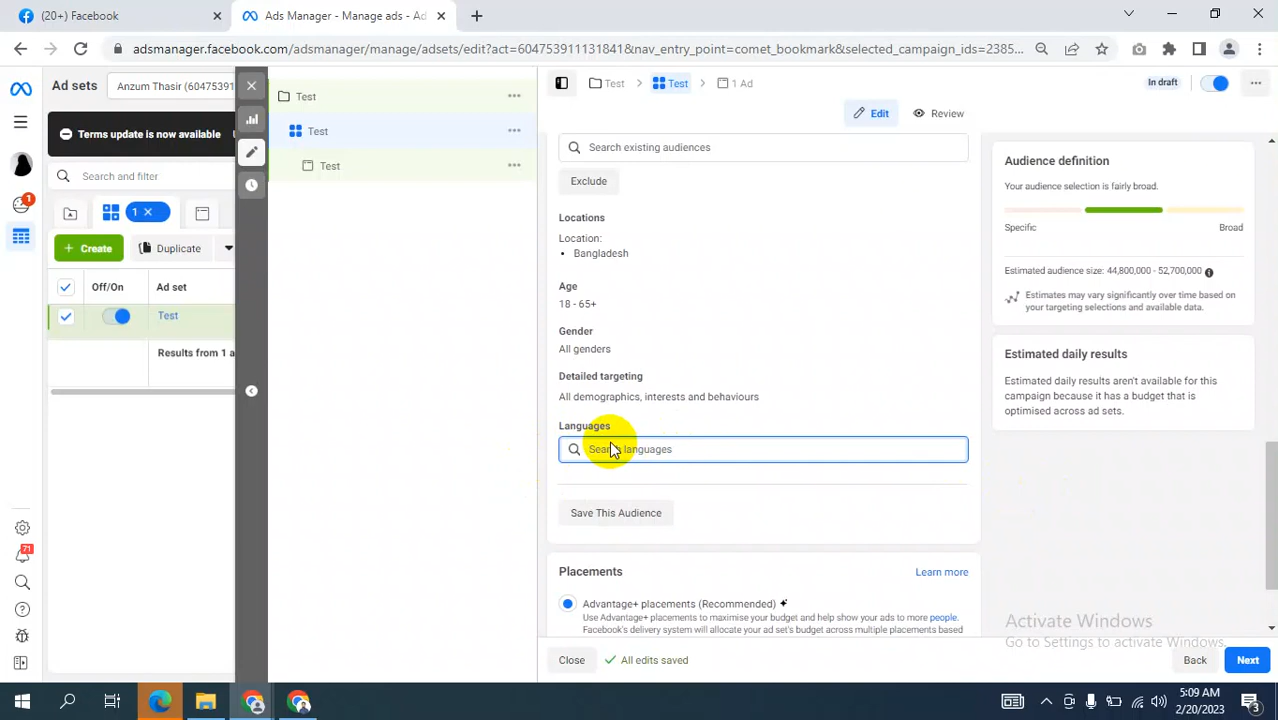 (20+) Facebook
Ads Manager - Manage ads - Ad
adsmanager.facebook.com/adsmanager/manage/adsets/edit?act=604753911131841&nav_entry_point=comet_bookmark&selected_campaign_ids=2385...
Ad sets
Anzum Thasir (6047539
Terms update is now available
Search and filter
1
1
Create
Duplicate
Off/On
Ad set
Test
Results from 1 a
71
Test
Test
Test
Test
Test
1 Ad
In draft
Edit
Review
Search existing audiences
Exclude
Locations
Location:
• Bangladesh
Age
18 - 65+
Gender
All genders
Detailed targeting
All demographics, interests and behaviours
Languages
Search languages
Save This Audience
Placements
Learn more
Advantage+ placements (Recommended)
Use Advantage+ placements to maximise your budget and help show your ads to more people.
Facebook's delivery system will allocate your ad set's budget across multiple placements based
Audience definition
Your audience selection is fairly broad.
Specific
Broad
Estimated audience size: 44,800,000 - 52,700,000
Estimates may vary significantly over time based on
your targeting selections and available data.
Estimated daily results
Estimated daily results aren't available for this
campaign because it has a budget that is
optimised across ad sets.
Activate Windows
Go to Settings to activate Windows.
Close
All edits saved
Back
Next
5:09 AM
2/20/2023
3